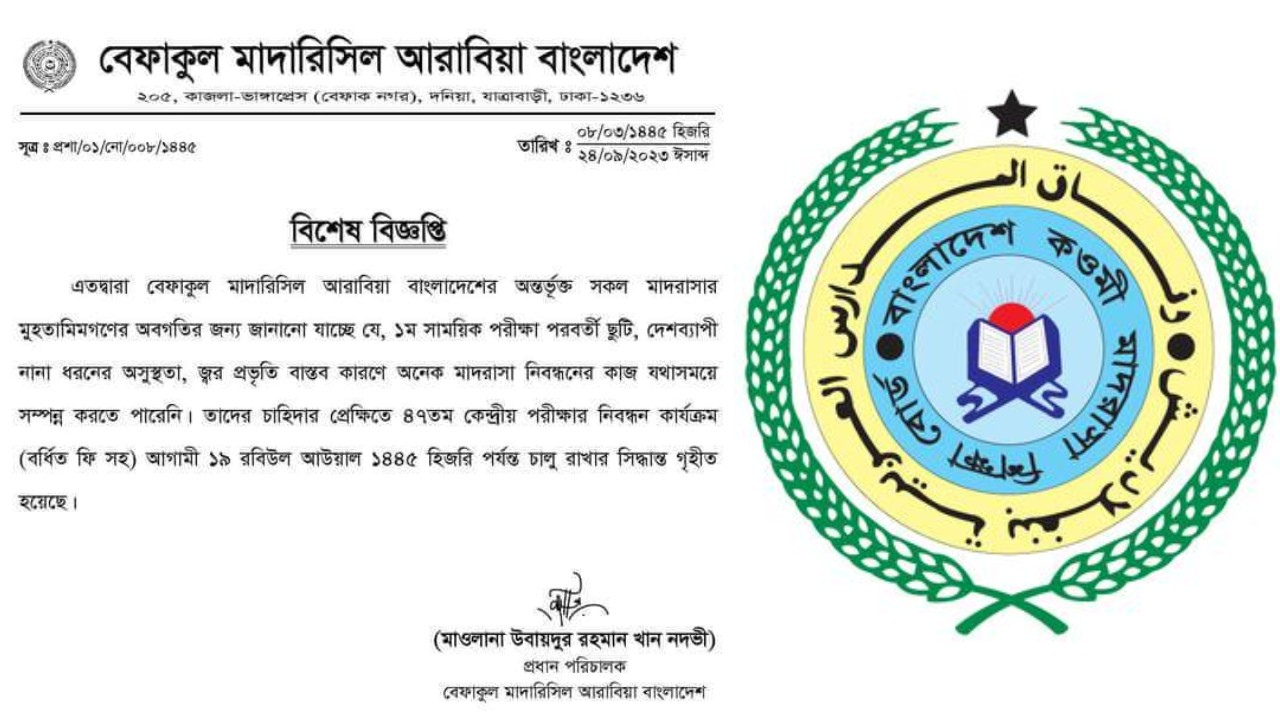 বেফাকুল মাদারিসিল আরাবিয়া বাংলাদেশ
২০৫, কাজলা-ভাঙ্গাপ্রেস (বেফাক নগর), দনিয়া, যাত্রাবাড়ী, ঢাকা-১২৩৬
সূত্র ঃ প্রশা/০১/নো/০০৮/১৪৪৫
তারিখ ঃ ০৮/০৩/১৪৪৫ হিজরি
২৪/০৯/২০২৩ ঈসাব্দ
বিশেষ বিজ্ঞপ্তি
এতদ্বারা বেফাকুল মাদারিসিল আরাবিয়া বাংলাদেশের অন্তর্ভূক্ত সকল মাদরাসার
মুহতামিমগণের অবগতির জন্য জানানো যাচ্ছে যে, ১ম সাময়িক পরীক্ষা পরবর্তী ছুটি, দেশব্যাপী
নানা ধরনের অসুস্থতা, জ্বর প্রভৃতি বাস্তব কারণে অনেক মাদরাসা নিবন্ধনের কাজ যথাসময়ে
সম্পন্ন করতে পারেনি। তাদের চাহিদার প্রেক্ষিতে ৪৭তম কেন্দ্রীয় পরীক্ষার নিবন্ধন কার্যক্রম
(বর্ধিত ফি সহ) আগামী ১৯ রবিউল আউয়াল ১৪৪৫ হিজরি পর্যন্ত চালু রাখার সিদ্ধান্ত গৃহীত
হয়েছে।
(মাওলানা উবায়দুর রহমান খান নদভী)
প্রধান পরিচালক
বেফাকুল মাদারিসিল আরাবিয়া বাংলাদেশ
وفاق المدارس العربية بنغلاديش
বাংলাদেশ কওমী মাদরাসা শিক্ষা বোর্ড